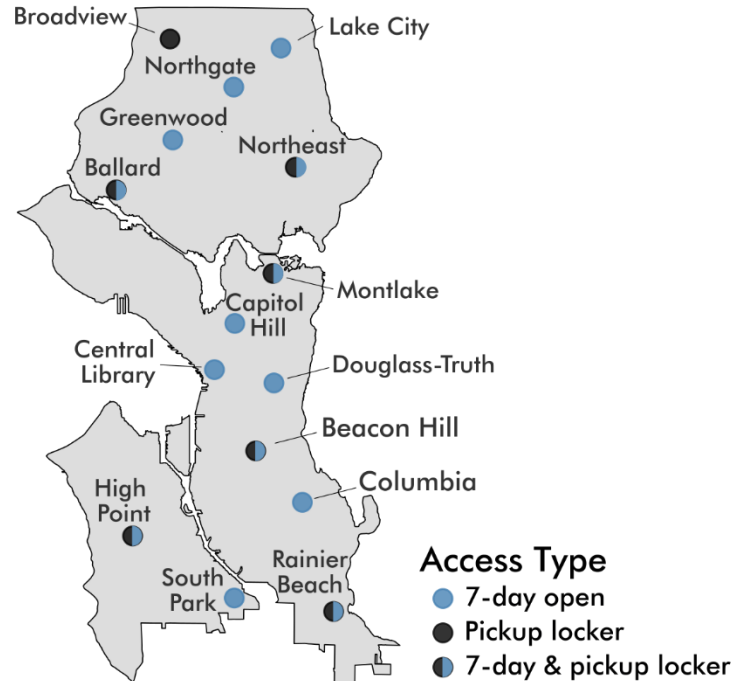 Broadview
Lake City
Northgate
Greenwood
Northeast
Ballard
Montlake
Capitol
Hill
Central
Library
Douglass-Truth
Beacon Hill
Columbia
High
Point
South
Park
Rainier
Beach
Access Type
7-day open
Pickup locker
7-day & pickup locker